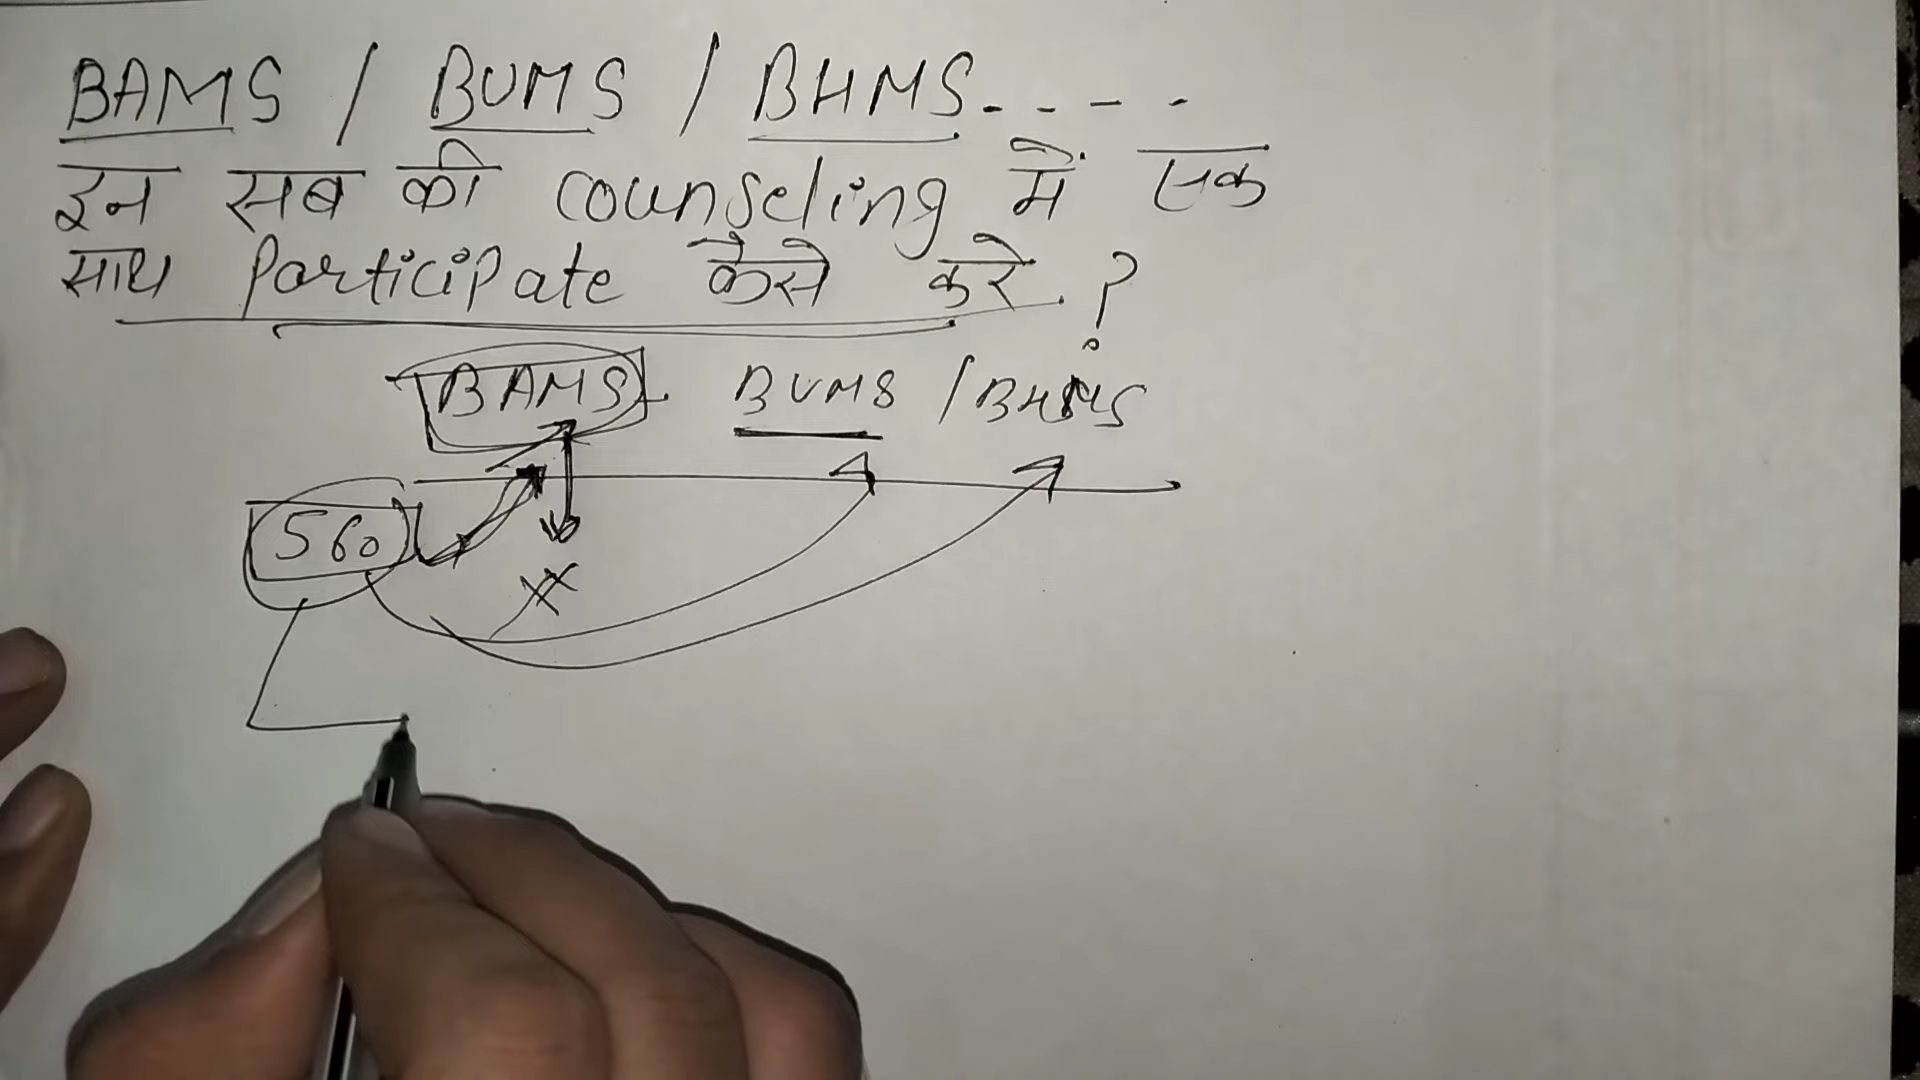 BAMS / BUMS / BHMS - - - -
इन सब की counseling में एक
साथ participate कैसे करे. ?
BAMS BUMS / BHMS
560